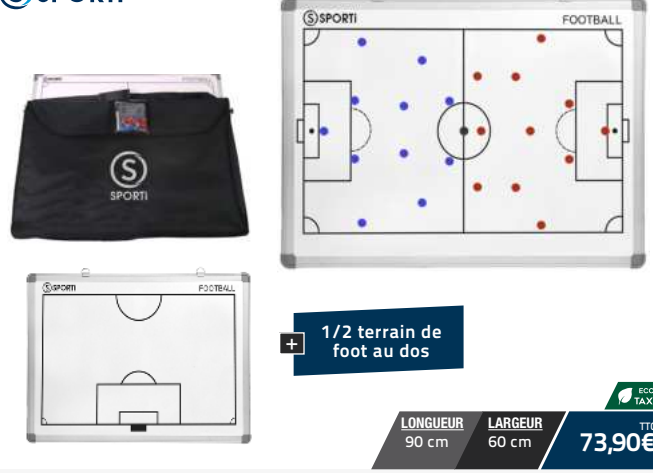 SPORTI
FOOTBALL
SPORTI
SPORTI
FOOTBALL
+
1/2 terrain de
foot au dos
LONGUEUR
90 cm
LARGEUR
60 cm
73,90€